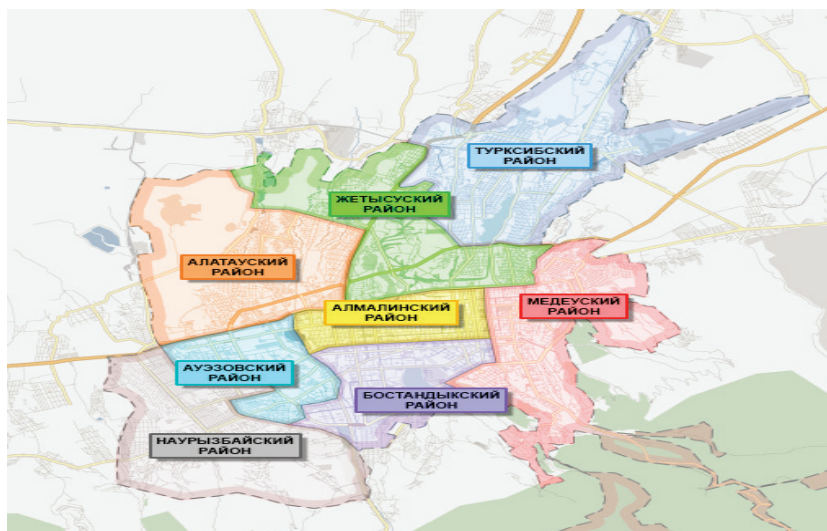 ТУРКСИБСКИЙ
РАЙОН
ЖЕТЫСУСКИЙ
РАЙОН
АЛАТАУСКИЙ
РАЙОН
АЛМАЛИНСКИЙ
РАЙОН
МЕДЕУСКИЙ
РАЙОН
АУЭЗОВСКИЙ
РАЙОН
БОСТАНДЫКСКИЙ
РАЙОН
НАУРЫЗБАЙСКИЙ
РАЙОН